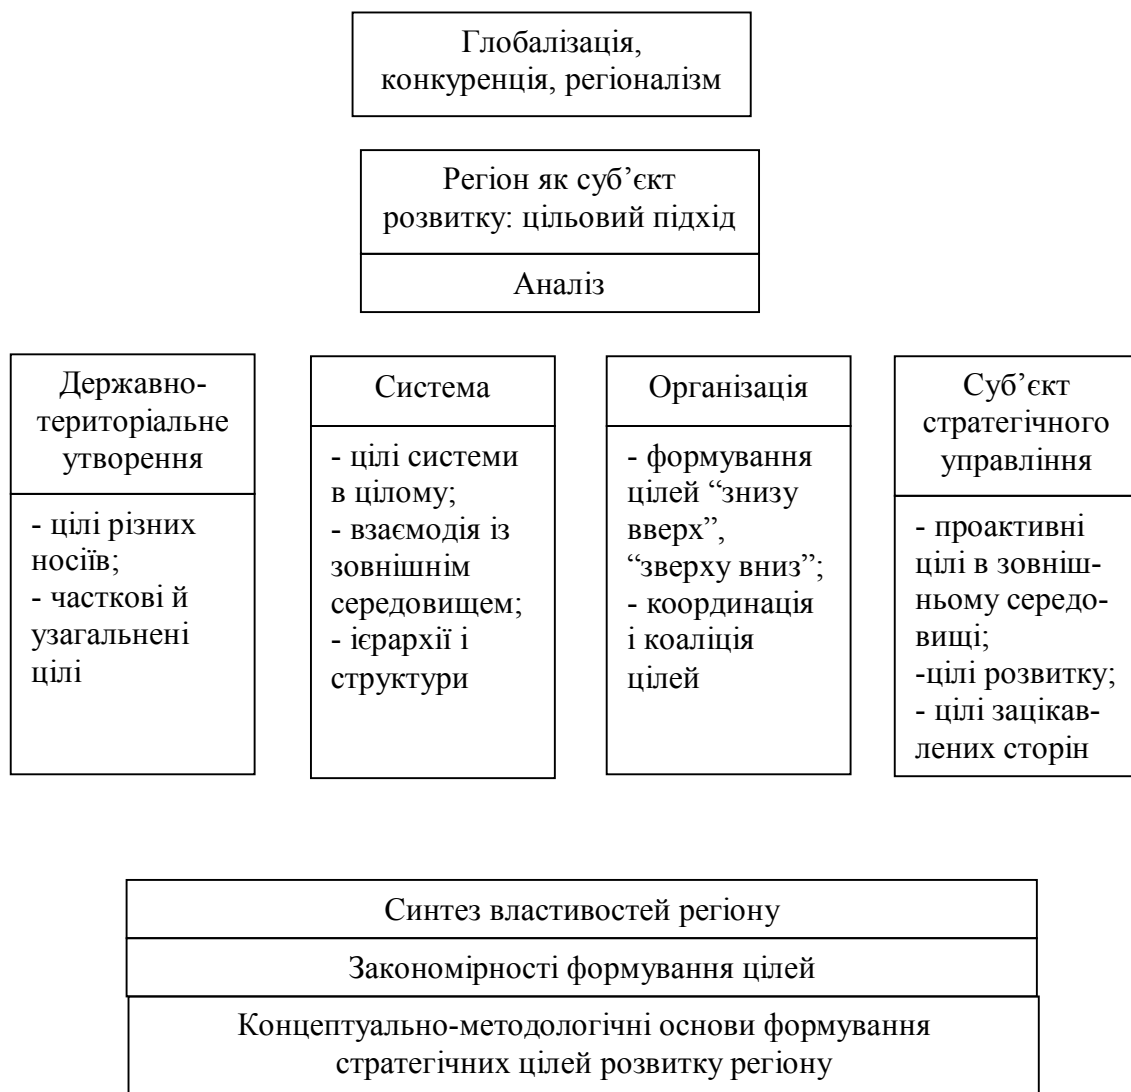 Глобалізація,
конкуренція, регіоналізм
Регіон як суб’єкт
розвитку: цільовий підхід
Аналіз
Державно-
територіальне
утворення
- цілі різних
носіїв;
- часткові й
узагальнені
цілі
Система
- цілі системи
в цілому;
- взаємодія із
зовнішнім
середовищем;
- ієрархії і
структури
Організація
- формування
цілей “знизу
вверх”,
“зверху вниз”;
- координація
і коаліція
цілей
Суб’єкт
стратегічного
управління
- проактивні
цілі в зовніш-
ньому середо-
вищі;
-цілі розвитку;
- цілі зацікав-
лених сторін
Синтез властивостей регіону
Закономірності формування цілей
Концептуально-методологічні основи формування
стратегічних цілей розвитку регіону